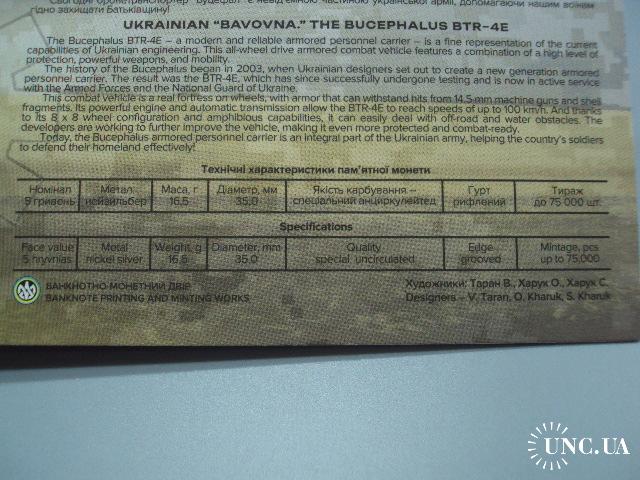 Сьогодні бронетранспортер "Буцефал" є невід'ємною частиною української армії, допомагаючи нашим воїнам
гідно захищати Батьківщину!
UKRAINIAN "BAVOVNA." THE BUCEPHALUS BTR-4E
The Bucephalus BTR-4E – a modern and reliable armored personnel carrier – is a fine representation of the current
capabilities of Ukrainian engineering. This all-wheel drive armored combat vehicle features a combination of a high level of
protection, powerful weapons, and mobility.
The history of the Bucephalus began in 2003, when Ukrainian designers set out to create a new generation armored
personnel carrier. The result was the BTR-4E, which has since successfully undergone testing and is now in active service
with the Armed Forces and the National Guard of Ukraine.
This combat vehicle is a real fortress on wheels, with armor that can withstand hits from 14.5 mm machine guns and shell
fragments. Its powerful engine and automatic transmission allow the BTR-4E to reach speeds of up to 100 km/h. And thanks
to its 8 x 8 wheel configuration and amphibious capabilities, it can easily deal with off-road and water obstacles. The
developers are working to further improve the vehicle, making it even more protected and combat-ready.
Today, the Bucephalus armored personnel carrier is an integral part of the Ukrainian army, helping the country's soldiers
to defend their homeland effectively!
Технічні характеристики пам'ятної монети
Номінал Метал Маса, г Діаметр, мм Якість карбування – Гурт Тираж
5 гривень нейзильбер 16,5 35,0 спеціальний анциркулейтед рифлений до 75 000 шт.
Specifications
Face value Metal Weight, g Diameter, mm Quality Edge Mintage, pcs
5 hryvnias nickel silver 16.5 35.0 special uncirculated grooved up to 75,000
БАНКНОТНО-МОНЕТНИЙ ДВІР
BANKNOTE PRINTING AND MINTING WORKS
Художники: Таран В., Харук О., Харук С.
Designers – V. Taran, O. Kharuk, S. Kharuk
UNC.UA